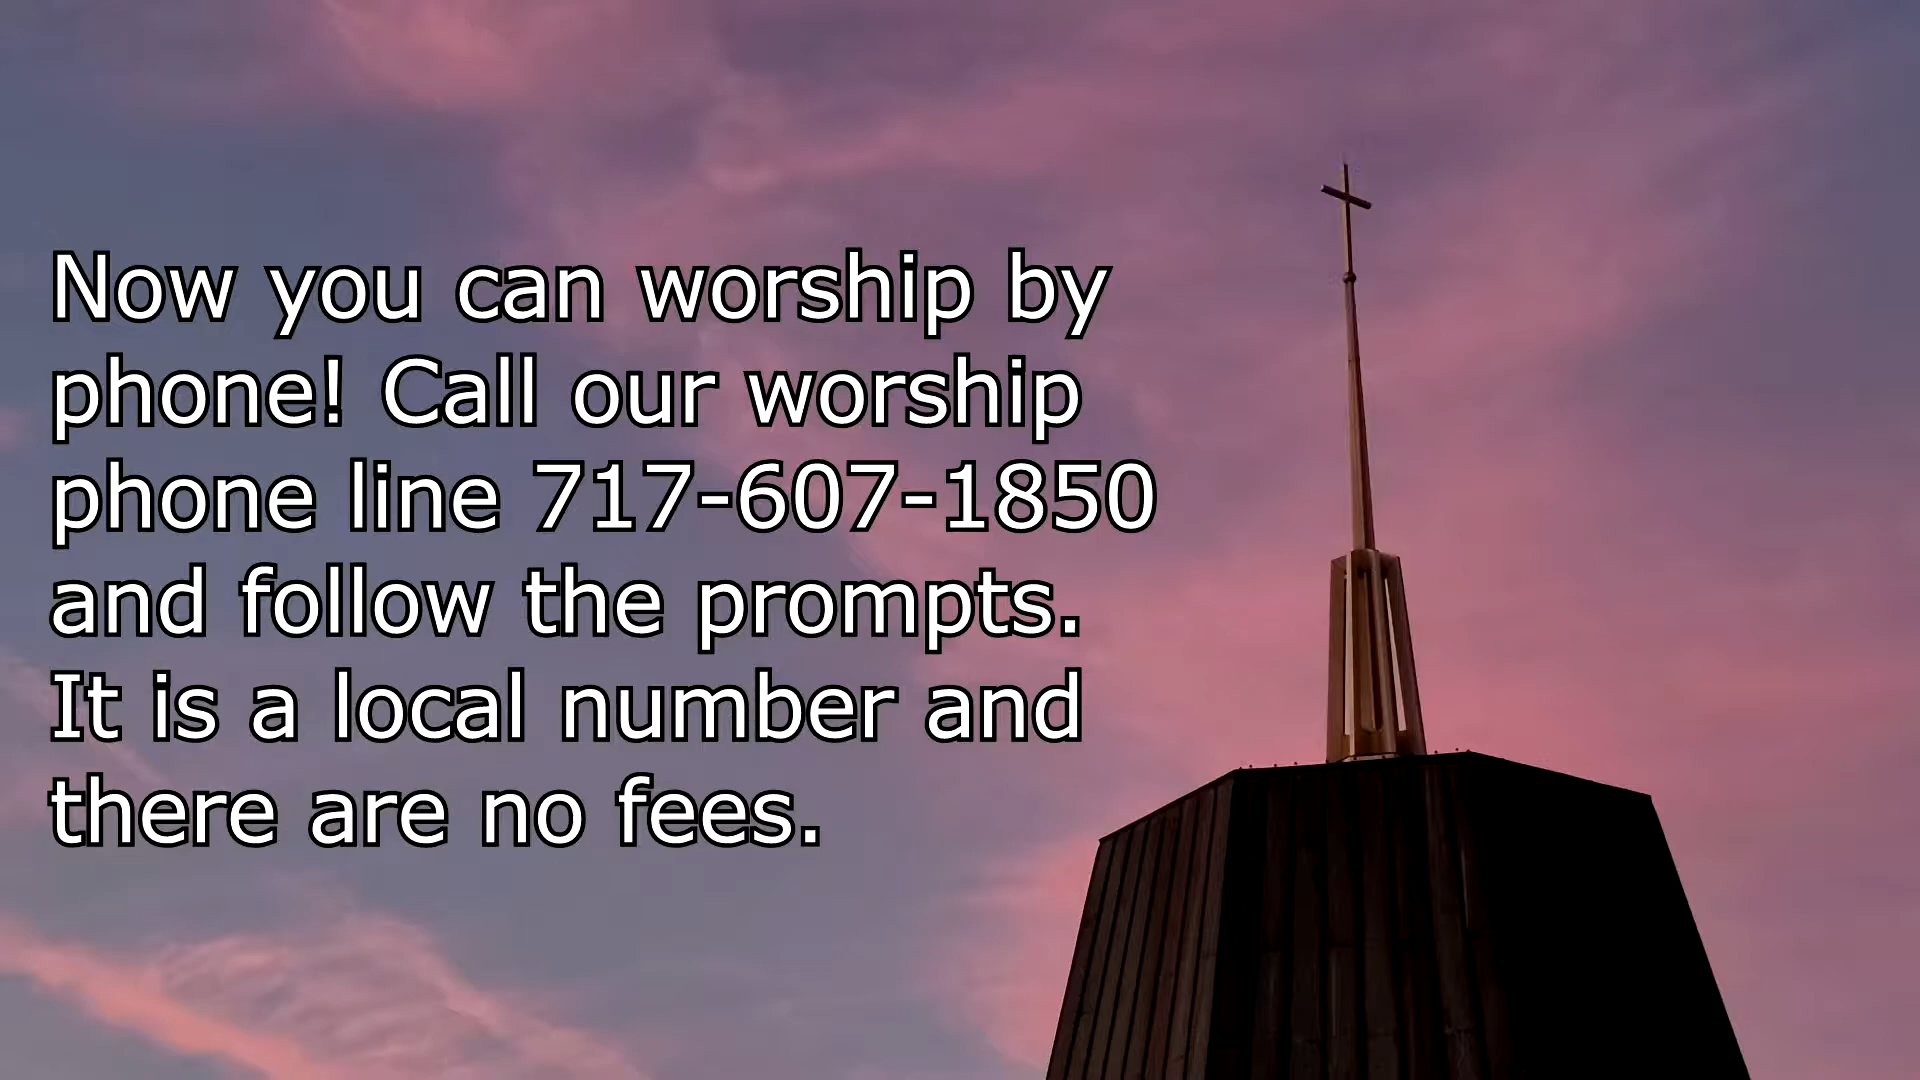 Now you can worship by
phone! Call our worship
phone line 717-607-1850
and follow the prompts.
It is a local number and
there are no fees.